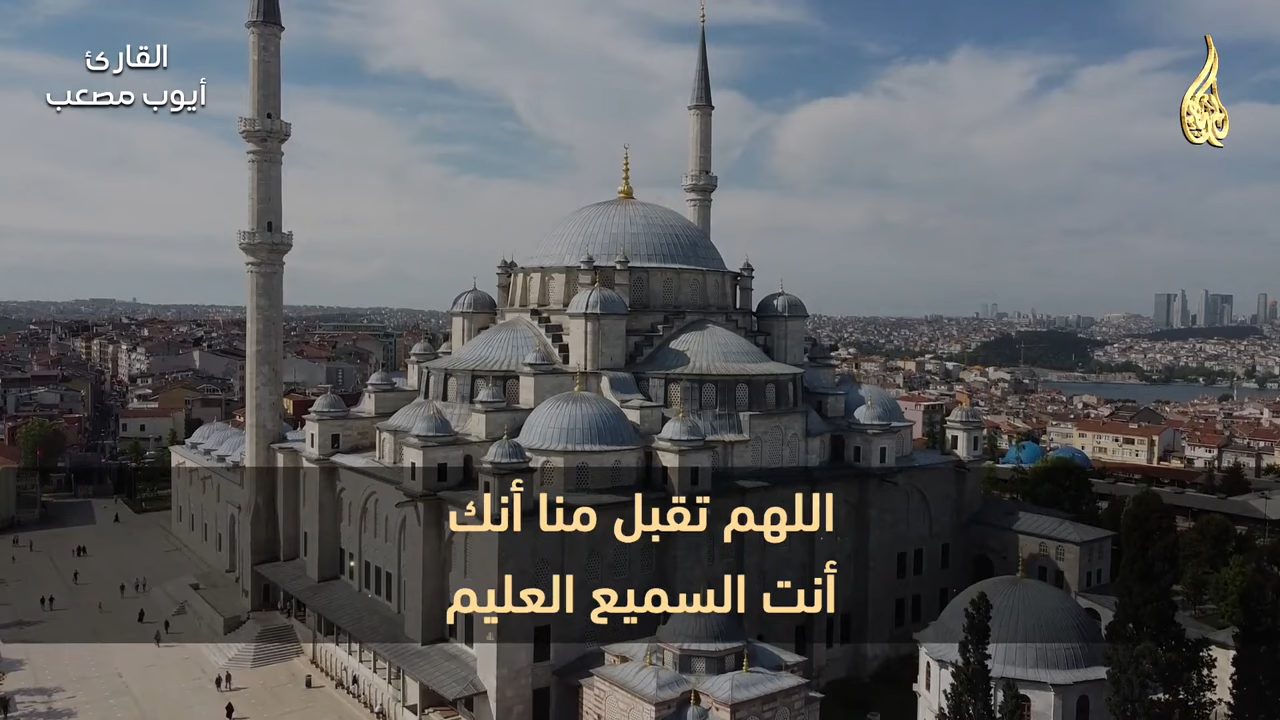 القارئ
أيوب مصعب
اللهم تقبل منا أنك
أنت السميع العليم